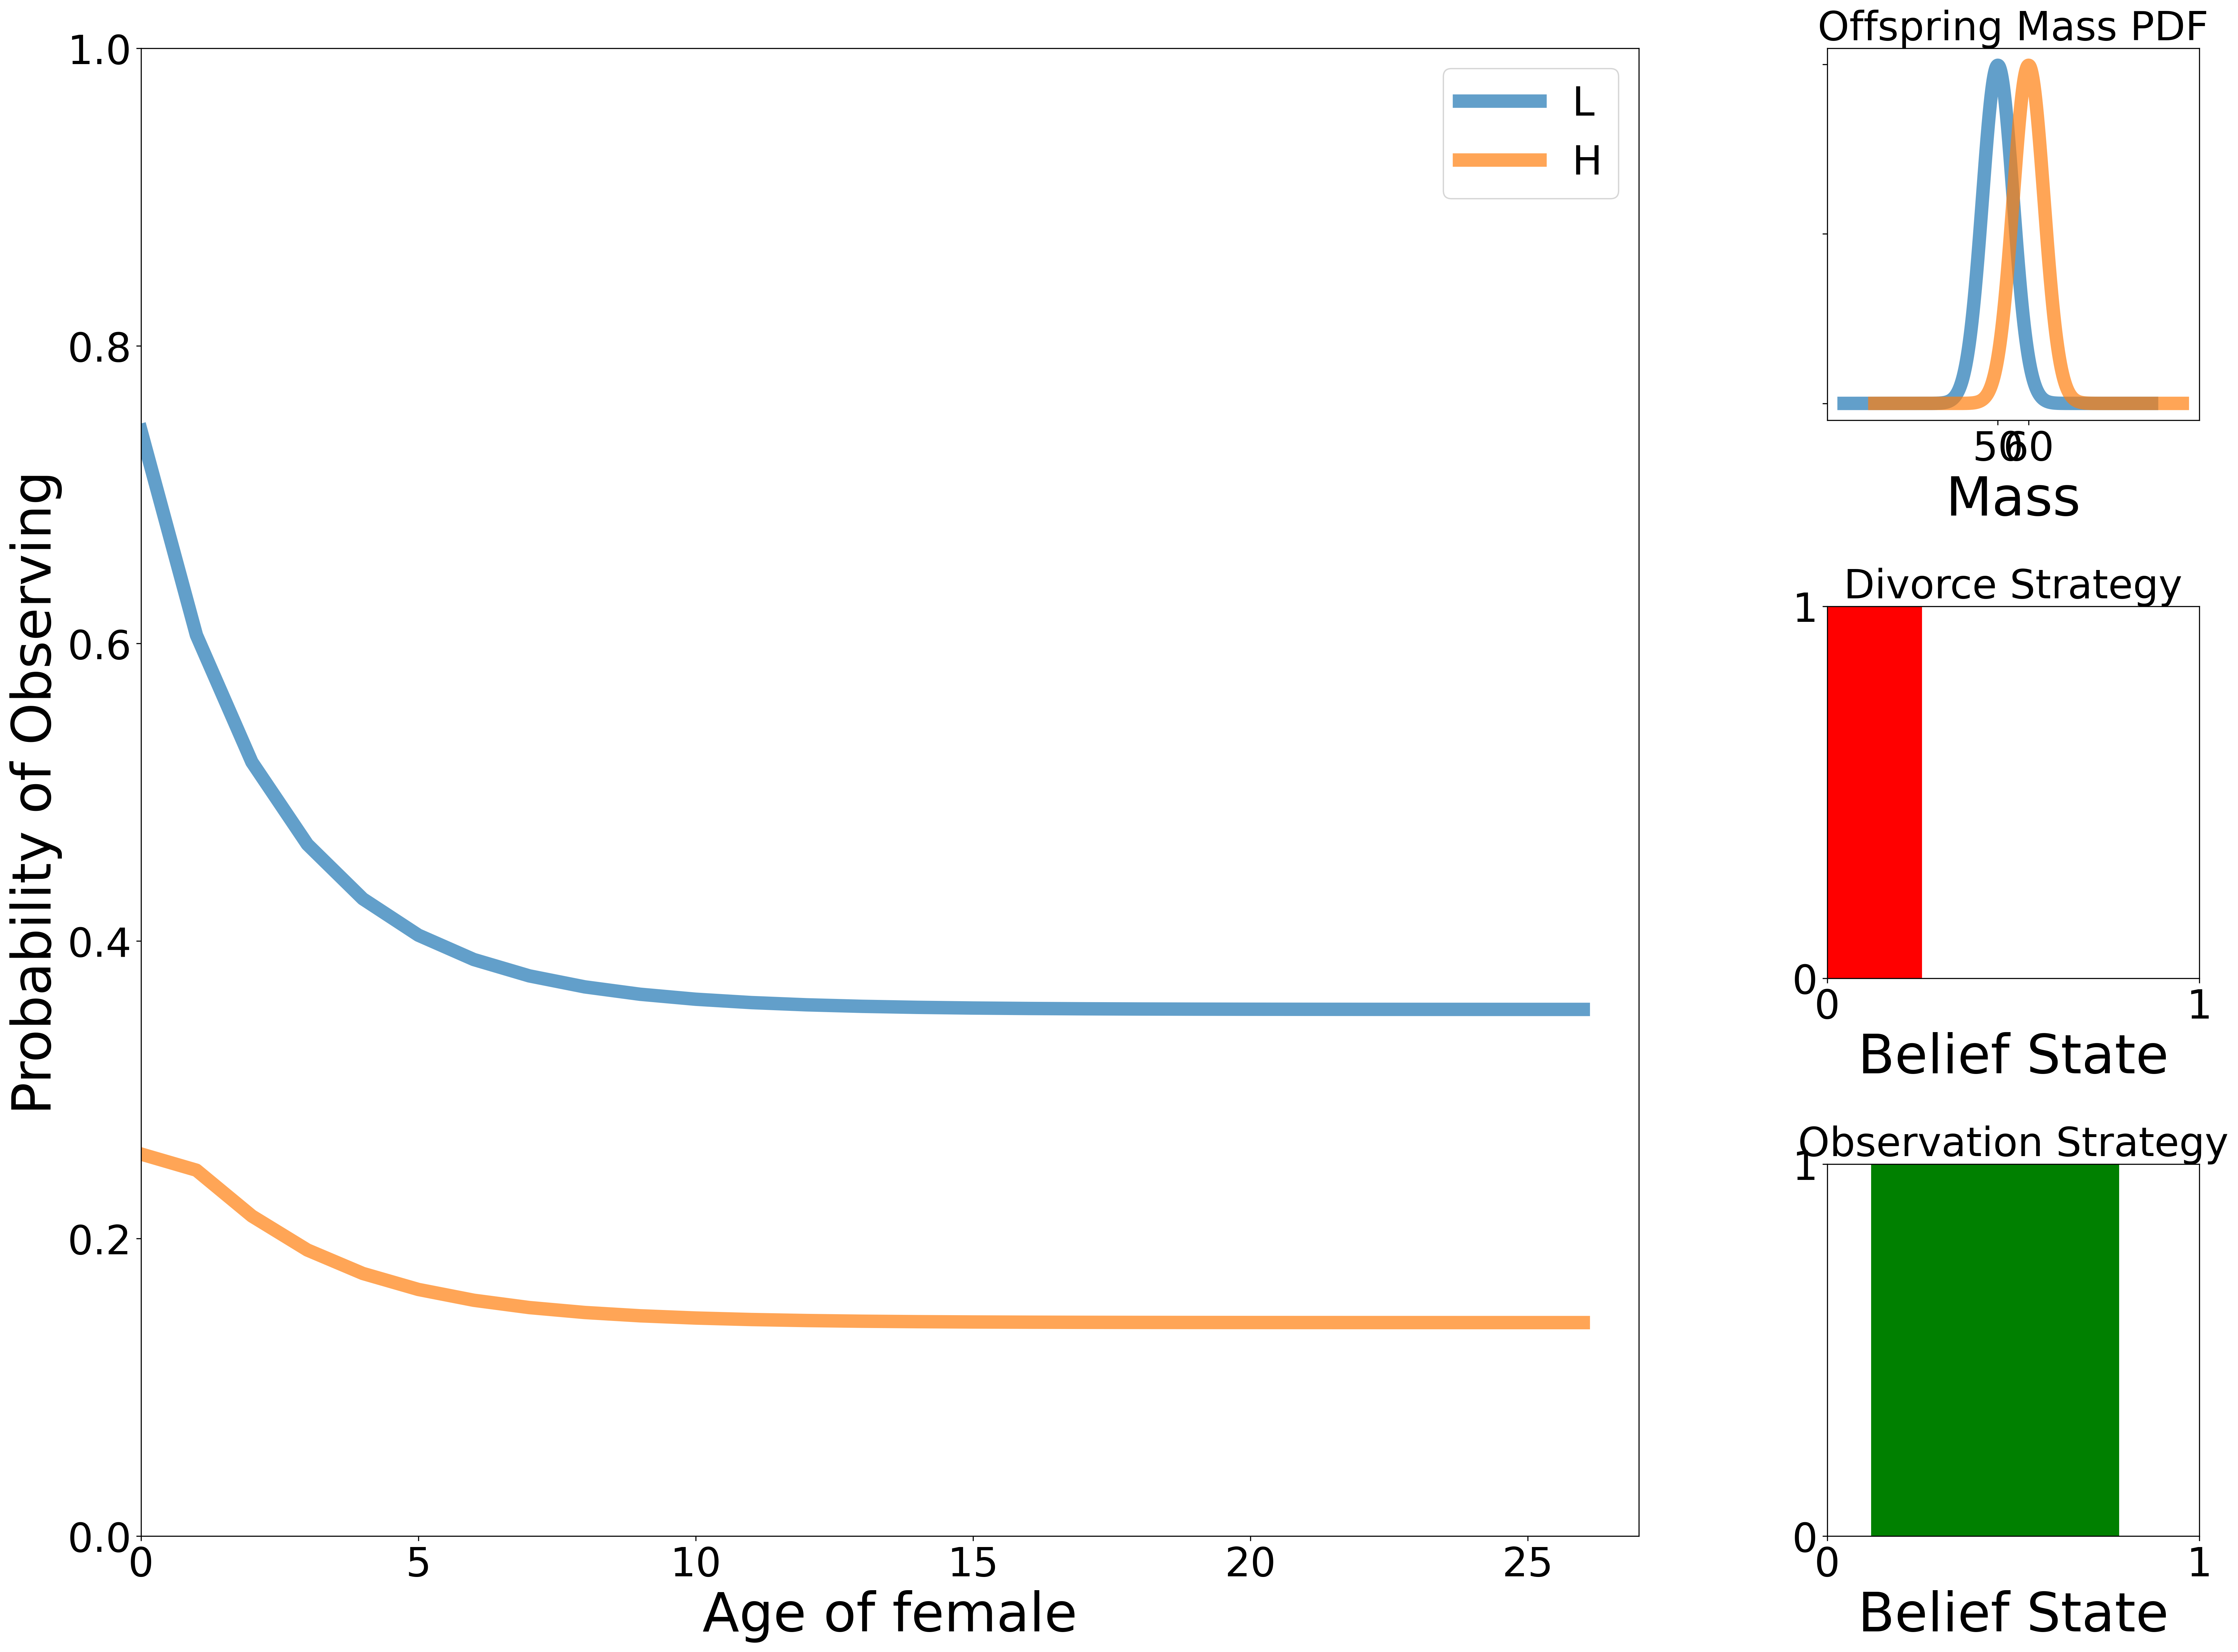 Probability of Observing
1.0
0.8
0.6
0.4
0.2
0.0
0 5 10 15 20 25
Age of female
L
H
Offspring Mass PDF
50 60
Mass
Divorce Strategy
1
0
0 1
Belief State
Observation Strategy
1
0
0 1
Belief State